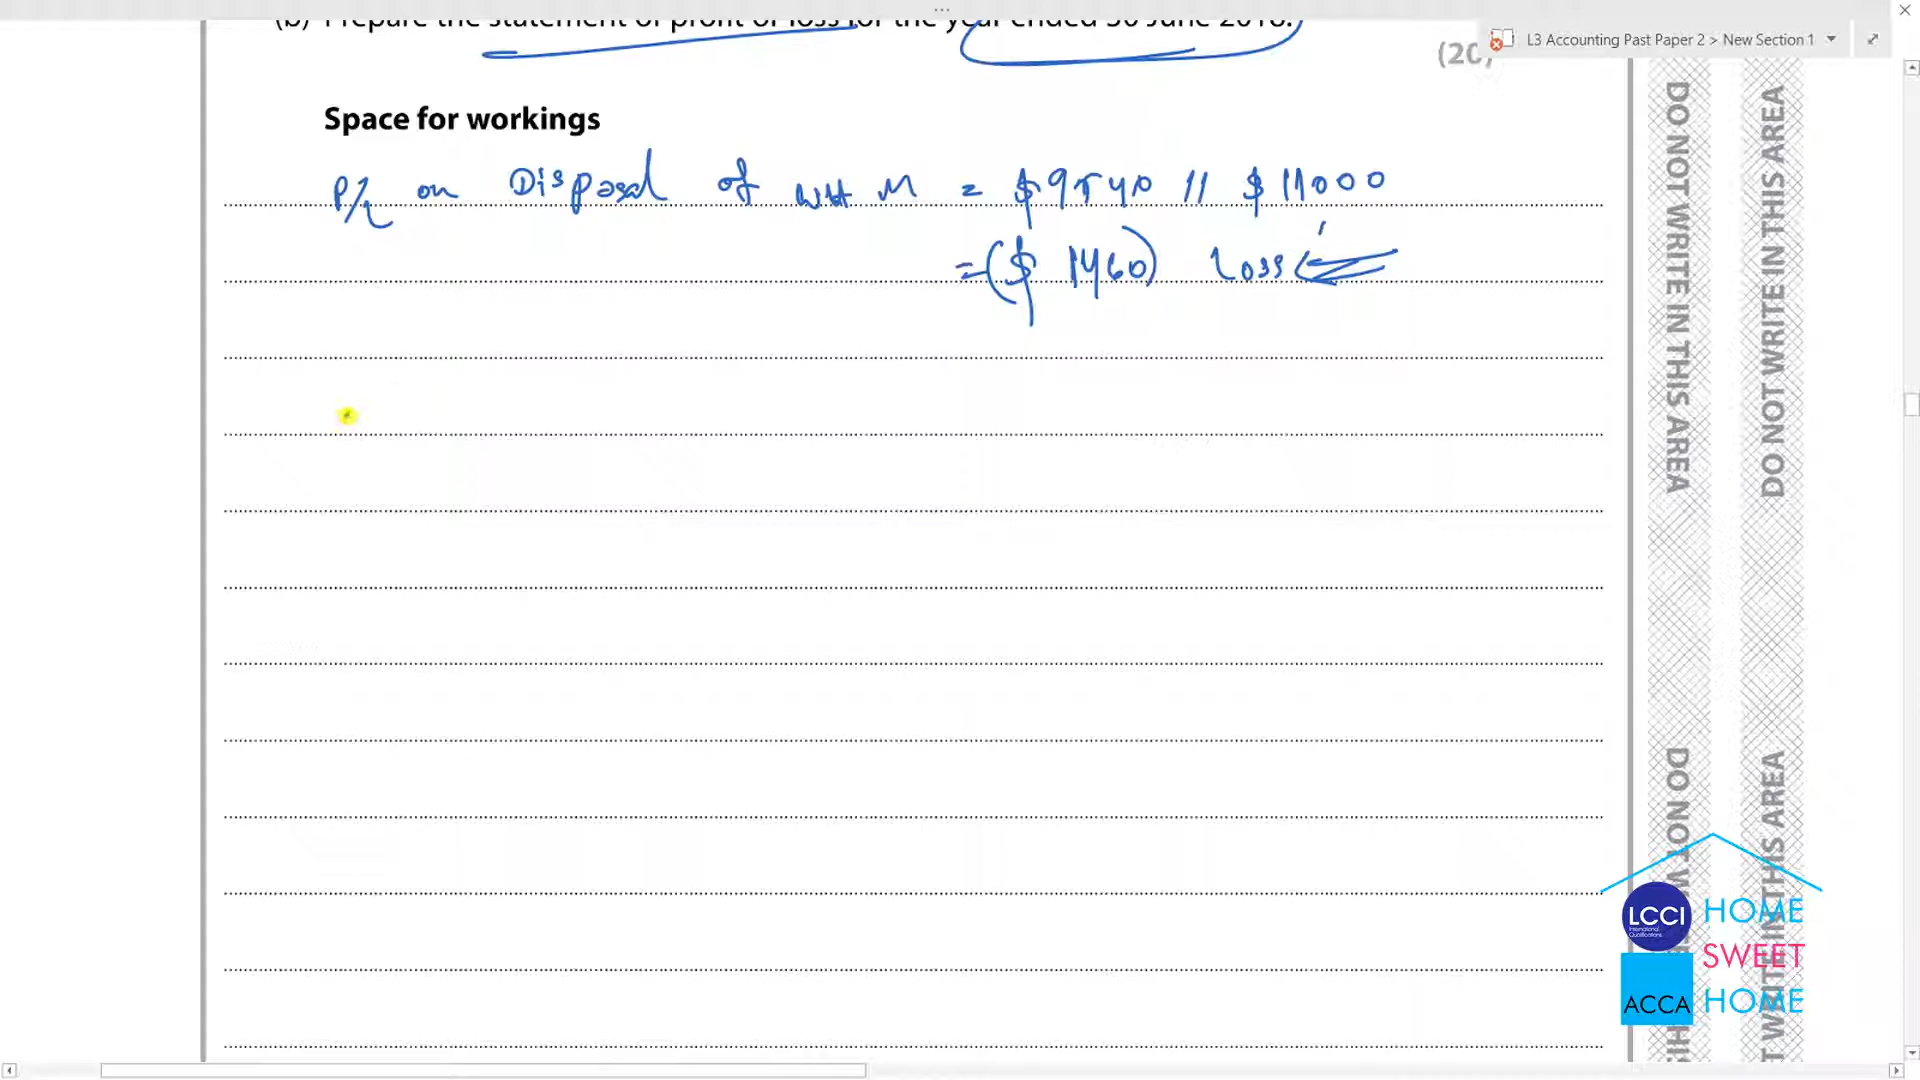 (b) Prepare the statement of profit or loss for the year ended 30 June 2018.
L3 Accounting Past Paper 2 > New Section 1
(20)
Space for workings
P/L on Disposal of WH M = $9540 // $11000
= ($ 1460) Loss
DO NOT WRITE IN THIS AREA
DO NOT WRITE IN THIS AREA
LCCI
International Qualifications
ACCA
HOME
SWEET
HOME